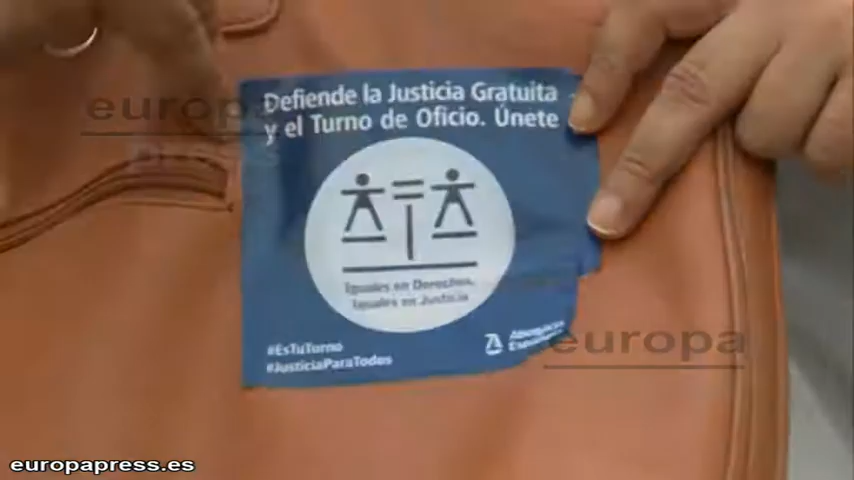 Defiende la Justicia Gratuita
y el Turno de Oficio. Únete
Iguales en Derechos,
Iguales en Justicia
#EsTuTurno
#JusticiaParaTodos
Abogacía
europa
europa
europapress.es